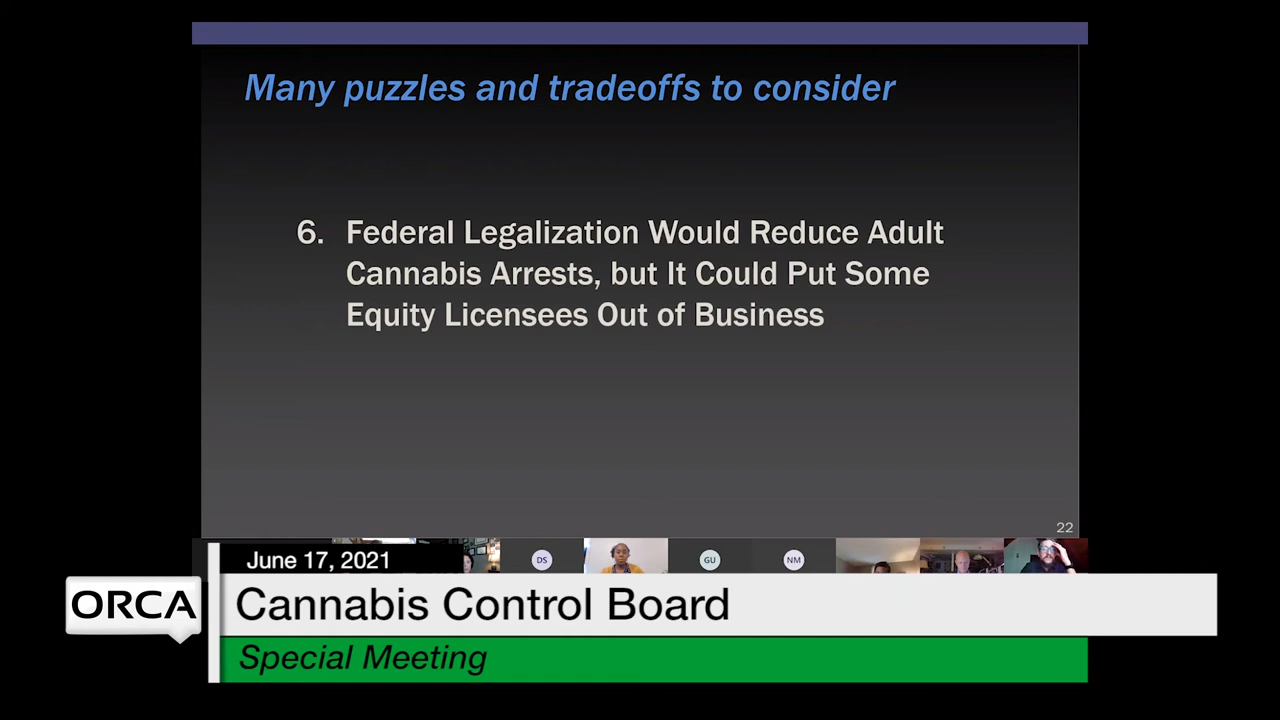 Many puzzles and tradeoffs to consider
6. Federal Legalization Would Reduce Adult
Cannabis Arrests, but It Could Put Some
Equity Licensees Out of Business
22
DS
GU
NM
June 17, 2021
ORCA
Cannabis Control Board
Special Meeting